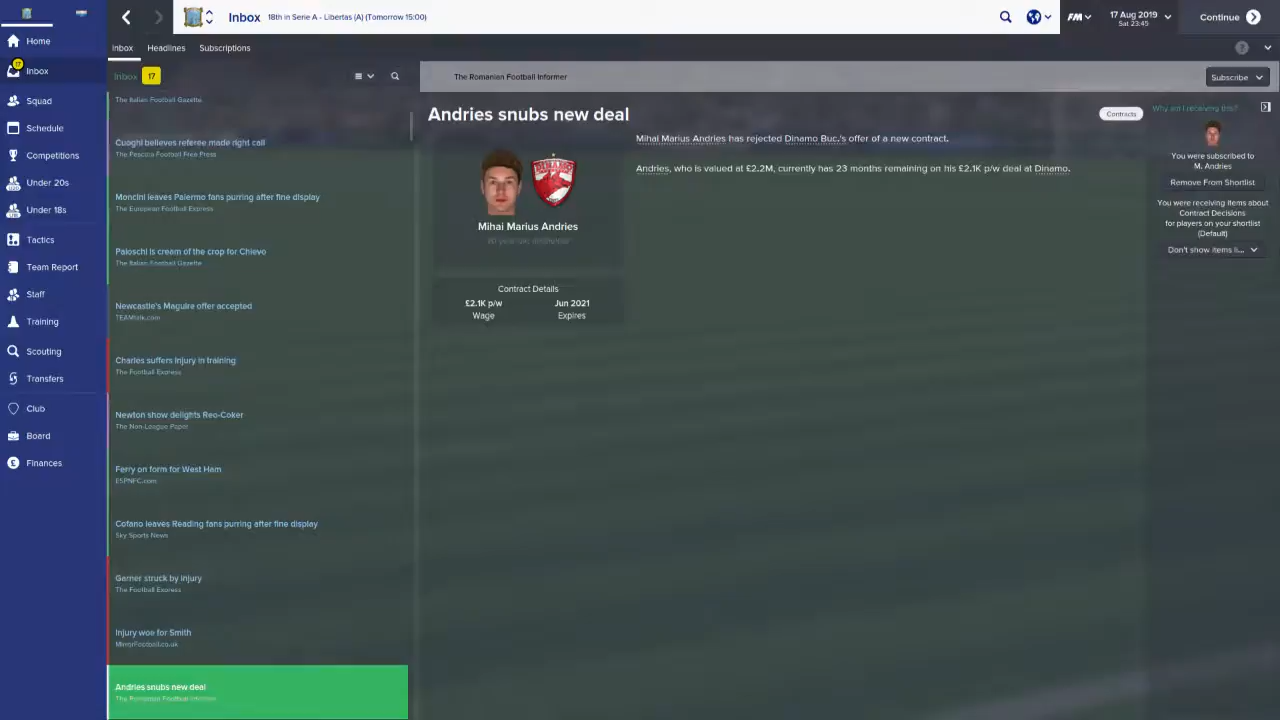 Inbox
18th in Serie A - Libertas (A) (Tomorrow 15:00)
FM
17 Aug 2019
Sat 23:45
Continue
Home
17
Inbox
Squad
Schedule
Competitions
Under 20s
Under 18s
Tactics
Team Report
Staff
Training
Scouting
Transfers
Club
Board
Finances
Inbox
Headlines
Subscriptions
Inbox
17
The Italian Football Gazette
Cuoghi believes referee made right call
The Pescica Football Free Press
Moncini leaves Palermo fans purring after fine display
The European Football Express
Paloschi is cream of the crop for Chievo
The Italian Football Gazette
Newcastle's Maguire offer accepted
TEAMtalk.com
Charles suffers injury in training
The Football Express
Newton show delights Reo-Coker
The Non-League Paper
Ferry on form for West Ham
ESPNFC.com
Cofano leaves Reading fans purring after fine display
Sky Sports News
Garner struck by injury
The Football Express
Injury woe for Smith
MirrorFootball.co.uk
Andries snubs new deal
The Romanian Football Informer
The Romanian Football Informer
Subscribe
Andries snubs new deal
Contracts
DINAMO
Mihai Marius Andries
Contract Details
£2.1K p/w
Jun 2021
Wage
Expires
Mihai Marius Andries has rejected Dinamo Buc.'s offer of a new contract.
Andries, who is valued at £2.2M, currently has 23 months remaining on his £2.1K p/w deal at Dinamo.
Why am I receiving this?
You were subscribed to
M. Andries
Remove From Shortlist
You were receiving items about
Contract Decisions
for players on your shortlist
(Default)
Don't show items li...